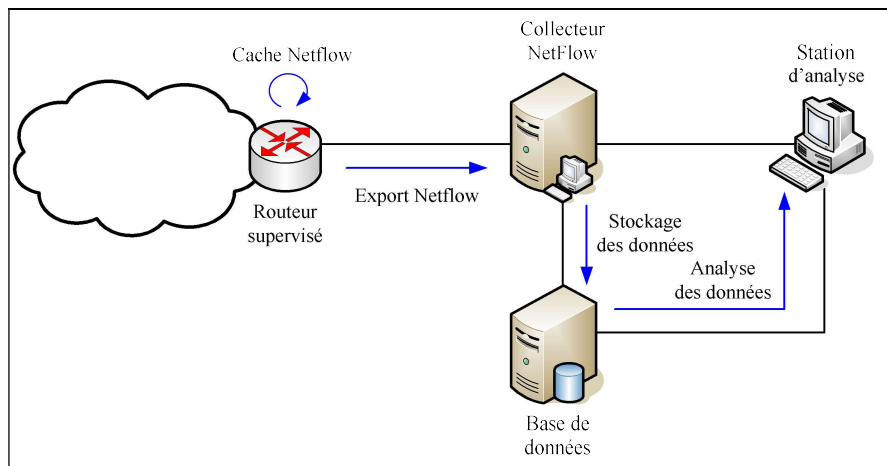 Cache Netflow
Collecteur
NetFlow
Station
d'analyse
Export Netflow
Routeur
supervisé
Stockage
des données
Analyse
des données
Base de
données